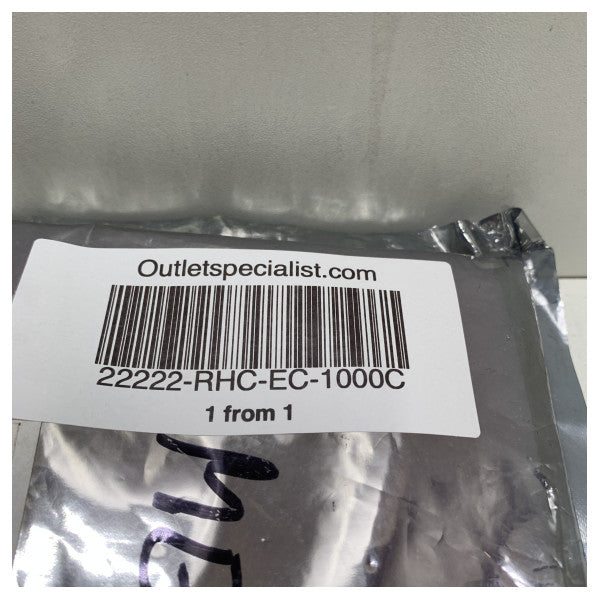 Outletspecialist.com
22222-RHC-EC-1000C
1 from 1